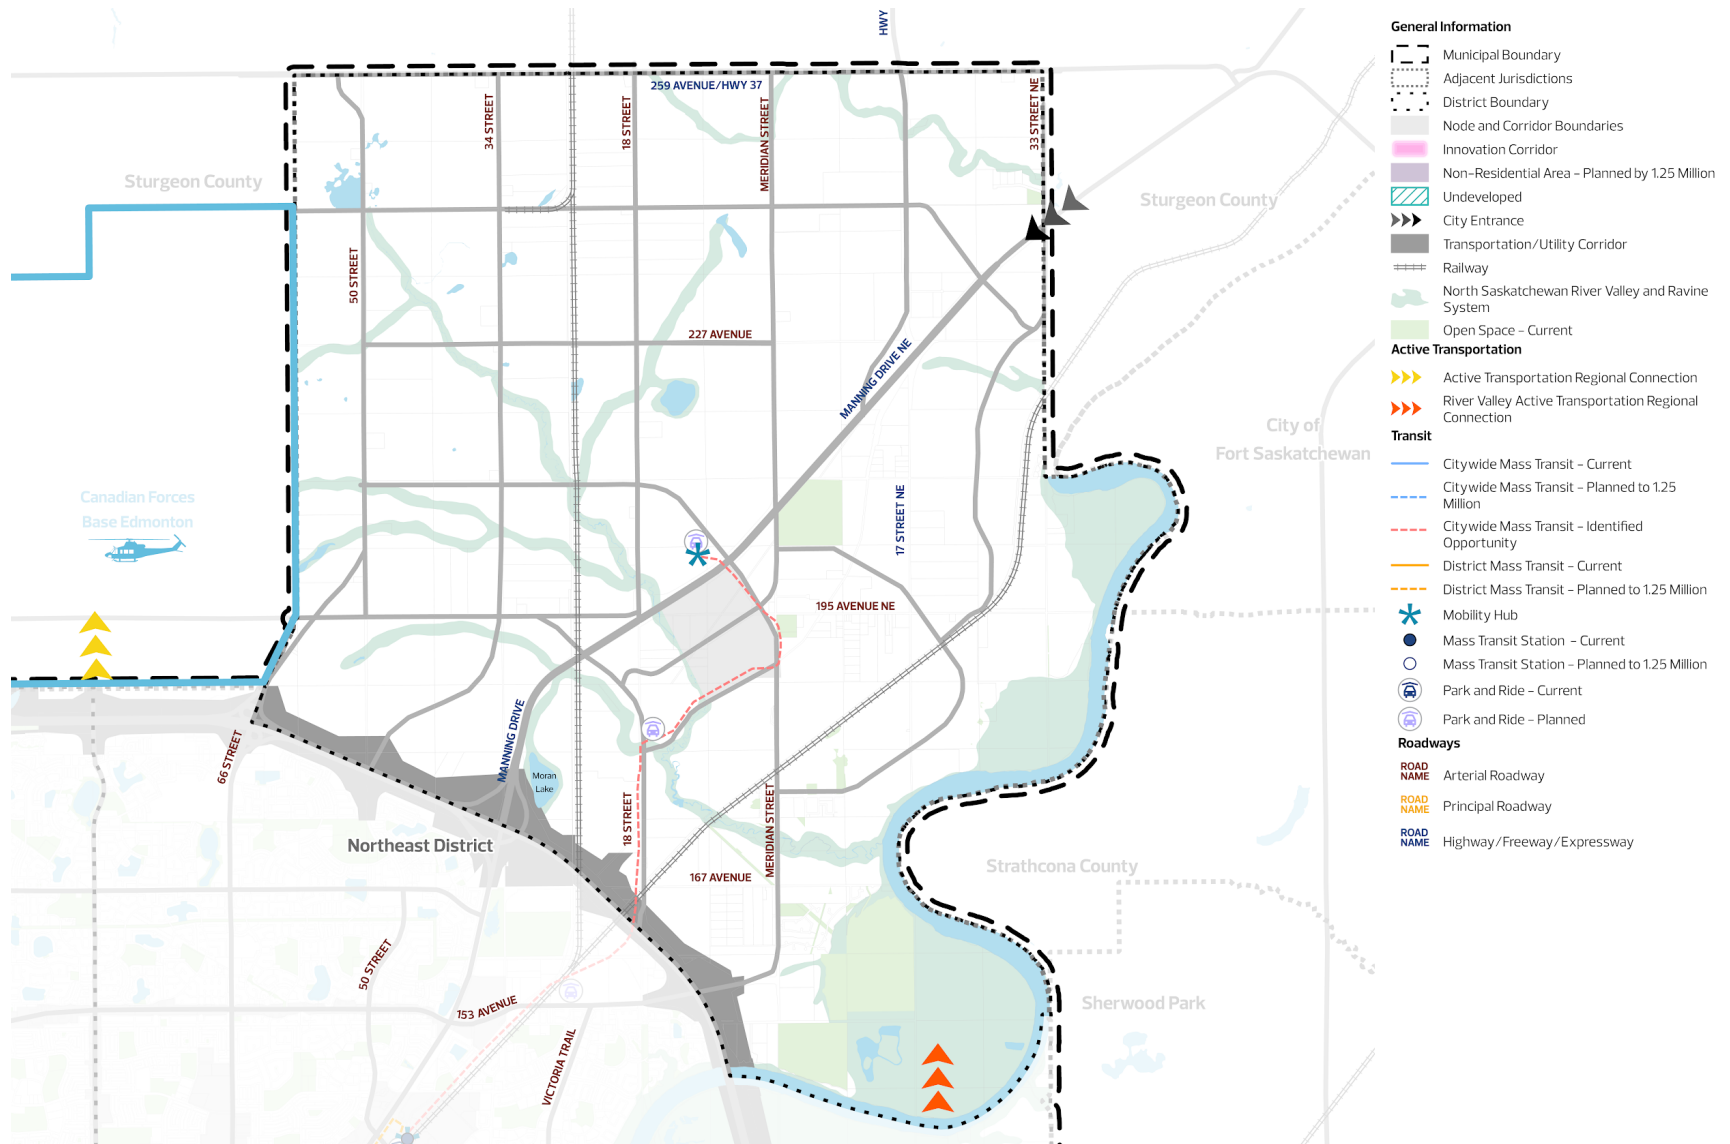 HWY
259 AVENUE/HWY 37
34 STREET
18 STREET
MERIDIAN STREET
33 STREET NE
Sturgeon County
Sturgeon County
50 STREET
227 AVENUE
MANNING DRIVE NE
City of
Fort Saskatchewan
Canadian Forces
Base Edmonton
17 STREET NE
195 AVENUE NE
MANNING DRIVE
66 STREET
Moran
Lake
18 STREET
MERIDIAN STREET
Northeast District
167 AVENUE
Strathcona County
50 STREET
153 AVENUE
Sherwood Park
VICTORIA TRAIL
General Information
Municipal Boundary
Adjacent Jurisdictions
District Boundary
Node and Corridor Boundaries
Innovation Corridor
Non-Residential Area – Planned by 1.25 Million
Undeveloped
City Entrance
Transportation/Utility Corridor
Railway
North Saskatchewan River Valley and Ravine
System
Open Space – Current
Active Transportation
Active Transportation Regional Connection
River Valley Active Transportation Regional
Connection
Transit
Citywide Mass Transit – Current
Citywide Mass Transit – Planned to 1.25
Million
Citywide Mass Transit – Identified
Opportunity
District Mass Transit – Current
District Mass Transit – Planned to 1.25 Million
Mobility Hub
Mass Transit Station – Current
Mass Transit Station – Planned to 1.25 Million
Park and Ride – Current
Park and Ride – Planned
Roadways
ROAD
NAME
Arterial Roadway
ROAD
NAME
Principal Roadway
ROAD
NAME
Highway/Freeway/Expressway